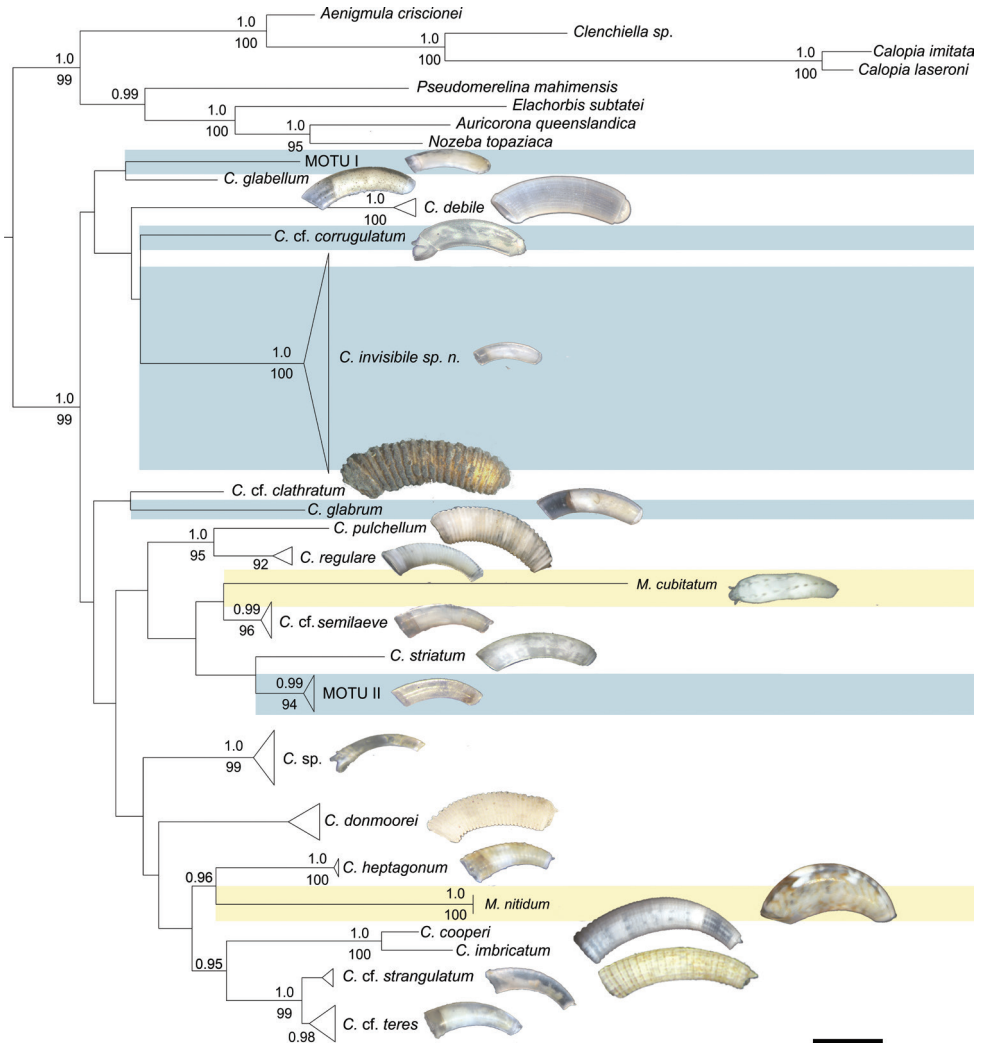 Aenigmula criscionei
1.0
100
Clenchiella sp.
1.0
100
Calopia imitata
1.0
100
Calopia laseroni
1.0
99
Pseudomerelina mahimensis
0.99
Elachorbis subtatei
1.0
100
Auricorona queenslandica
1.0
95
Nozeba topaziaca
MOTU I
C. glabellum
1.0
100
C. debile
C. cf. corrugulatum
1.0
100
C. invisibile sp. n.
1.0
99
C. cf. clathratum
C. glabrum
C. pulchellum
1.0
95
92
C. regulare
M. cubitatum
0.99
96
C. cf. semilaeve
C. striatum
0.99
94
MOTU II
1.0
99
C. sp.
C. donmoorei
1.0
100
C. heptagonum
0.96
1.0
100
M. nitidum
C. cooperi
1.0
100
C. imbricatum
0.95
C. cf. strangulatum
1.0
99
0.98
C. cf. teres